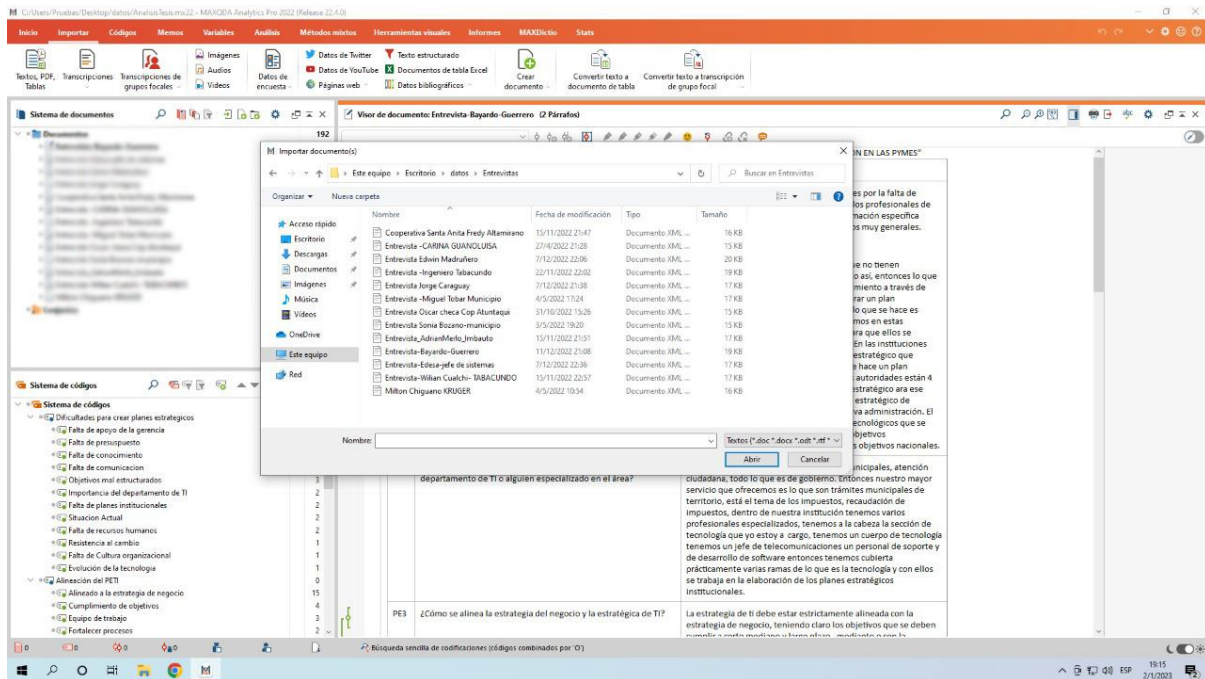 C:/Users/Pruebas/Desktop/datos/AnalisisTesis.mx22 - MAXQDA Analytics Pro 2022 (Release 22.4.0)
Inicio Importar Códigos Memos Variables Análisis Métodos mixtos Herramientas visuales Informes MAXDictio Stats
Textos, PDF, Tablas
Transcripciones
Transcripciones de grupos focales
Imágenes
Audios
Videos
Datos de encuesta
Datos de Twitter
Datos de YouTube
Páginas web
Texto estructurado
Documentos de tabla Excel
Datos bibliográficos
Crear documento
Convertir texto a documento de tabla
Convertir texto a transcripción de grupo focal
Sistema de documentos
Visor de documento: Entrevista-Bayardo-Guerrero (2 Párrafos)
Documentos 192
Importar documento(s)
Este equipo > Escritorio > datos > Entrevistas
Buscar en Entrevistas
Organizar Nueva carpeta
Acceso rápido
Escritorio
Descargas
Documentos
Imágenes
Música
Vídeos
OneDrive
Este equipo
Red
Nombre Fecha de modificación Tipo Tamaño
Cooperativa Santa Anita Fredy Altamirano 15/11/2022 21:47 Documento XML ... 16 KB
Entrevista -CARINA GUANOLUISA 27/4/2022 21:28 Documento XML ... 15 KB
Entrevista Edwin Madruñero 7/12/2022 22:06 Documento XML ... 20 KB
Entrevista -Ingeniero Tabacundo 22/11/2022 22:02 Documento XML ... 19 KB
Entrevista Jorge Caraguay 7/12/2022 21:38 Documento XML ... 17 KB
Entrevista -Miguel Tobar Municipio 4/5/2022 17:24 Documento XML ... 17 KB
Entrevista Oscar checa Cop Atuntaqui 31/10/2022 15:26 Documento XML ... 15 KB
Entrevista Sonia Bozano-municipio 3/5/2022 19:20 Documento XML ... 15 KB
Entrevista_AdrianMerlo_Imbauto 15/11/2022 21:51 Documento XML ... 17 KB
Entrevista-Bayardo-Guerrero 11/12/2022 21:08 Documento XML ... 19 KB
Entrevista-Edesa-jefe de sistemas 7/12/2022 22:36 Documento XML ... 17 KB
Entrevista-Wilian Cualchi- TABACUNDO 15/11/2022 22:57 Documento XML ... 17 KB
Milton Chiguano KRUGER 4/5/2022 10:54 Documento XML ... 16 KB
Nombre:
Textos (*.doc *.docx *.odt *.rtf *
Abrir Cancelar
N EN LAS PYMES"
es por la falta de
los profesionales de
mación específica
os muy generales.
ue no tienen
o así, entonces lo que
miento a través de
rar un plan
lo que se hace es
mos en estas
ara que ellos se
En las instituciones
estratégico que
e hace un plan
autoridades están 4
estratégico ara ese
estratégico de
va administración. El
ecnológicos que se
objetivos
s objetivos nacionales.
Sistema de códigos
Sistema de códigos
Dificultades para crear planes estrategicos
Falta de apoyo de la gerencia
Falta de presupuesto
Falta de conocimiento
Falta de comunicacion
Objetivos mal estructurados 3
Importancia del departamento de TI 2
Falta de planes institucionales 2
Situacion Actual 2
Falta de recursos humanos 2
Resistencia al cambio 1
Falta de Cultura organizacional 1
Evolución de la tecnologia 1
Alineación del PETI 0
Alineado a la estrategia de negocio 15
Cumplimiento de objetivos 4
Equipo de trabajo 3
Fortalecer procesos 2
departamento de TI o alguien especializado en el área?
nicipales, atención
ciudadana, todo lo que es de gobierno. Entonces nuestro mayor
servicio que ofrecemos es lo que son trámites municipales de
territorio, está el tema de los impuestos, recaudación de
impuestos, dentro de nuestra institución tenemos varios
profesionales especializados, tenemos a la cabeza la sección de
tecnología que yo estoy a cargo, tenemos un cuerpo de tecnología
tenemos un jefe de telecomunicaciones un personal de soporte y
de desarrollo de software entonces tenemos cubierta
prácticamente varias ramas de lo que es la tecnología y con ellos
se trabaja en la elaboración de los planes estratégicos
institucionales.
PE3 ¿Cómo se alinea la estrategia del negocio y la estratégica de TI?
La estrategia de ti debe estar estrictamente alineada con la
estrategia de negocio, teniendo claro los objetivos que se deben
0 0 0 0
Búsqueda sencilla de codificaciones (códigos combinados por 'O')
ESP 19:15
2/1/2023